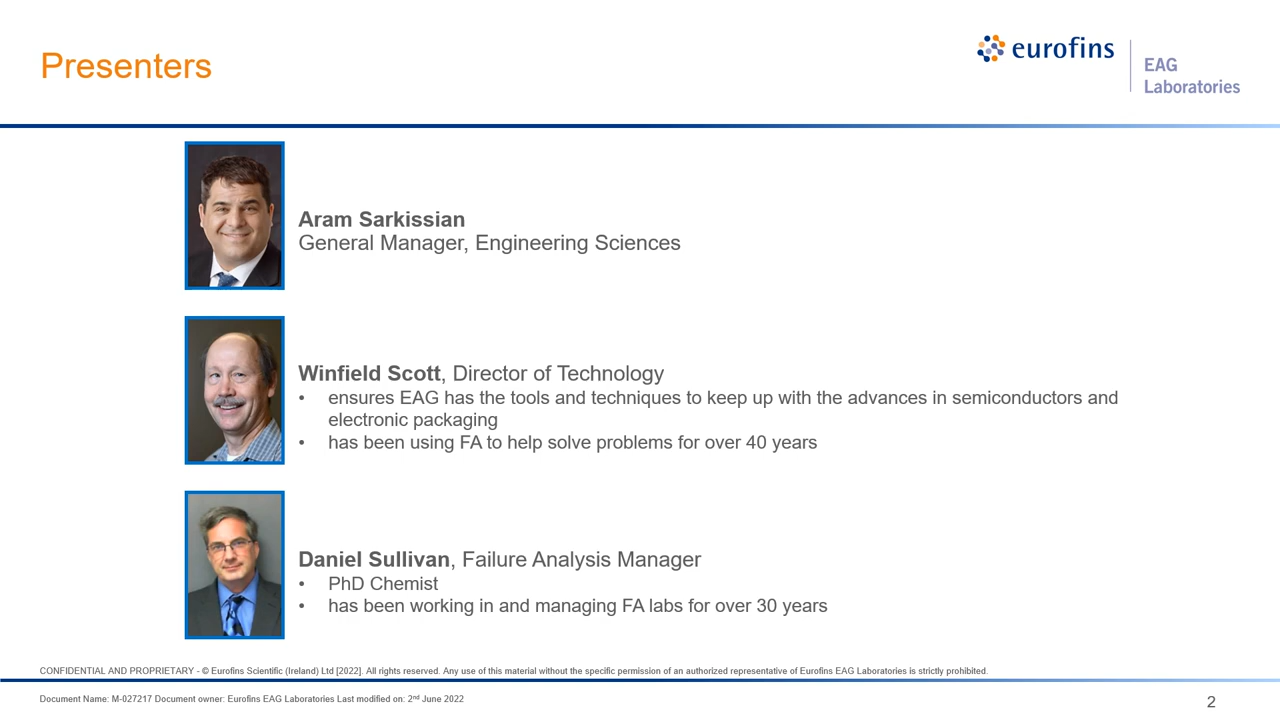 Presenters
eurofins
EAG
Laboratories
Aram Sarkissian
General Manager, Engineering Sciences
Winfield Scott, Director of Technology
• ensures EAG has the tools and techniques to keep up with the advances in semiconductors and
electronic packaging
• has been using FA to help solve problems for over 40 years
Daniel Sullivan, Failure Analysis Manager
• PhD Chemist
• has been working in and managing FA labs for over 30 years
CONFIDENTIAL AND PROPRIETARY - © Eurofins Scientific (Ireland) Ltd [2022]. All rights reserved. Any use of this material without the specific permission of an authorized representative of Eurofins EAG Laboratories is strictly prohibited.
Document Name: M-027217 Document owner: Eurofins EAG Laboratories Last modified on: 2nd June 2022
2